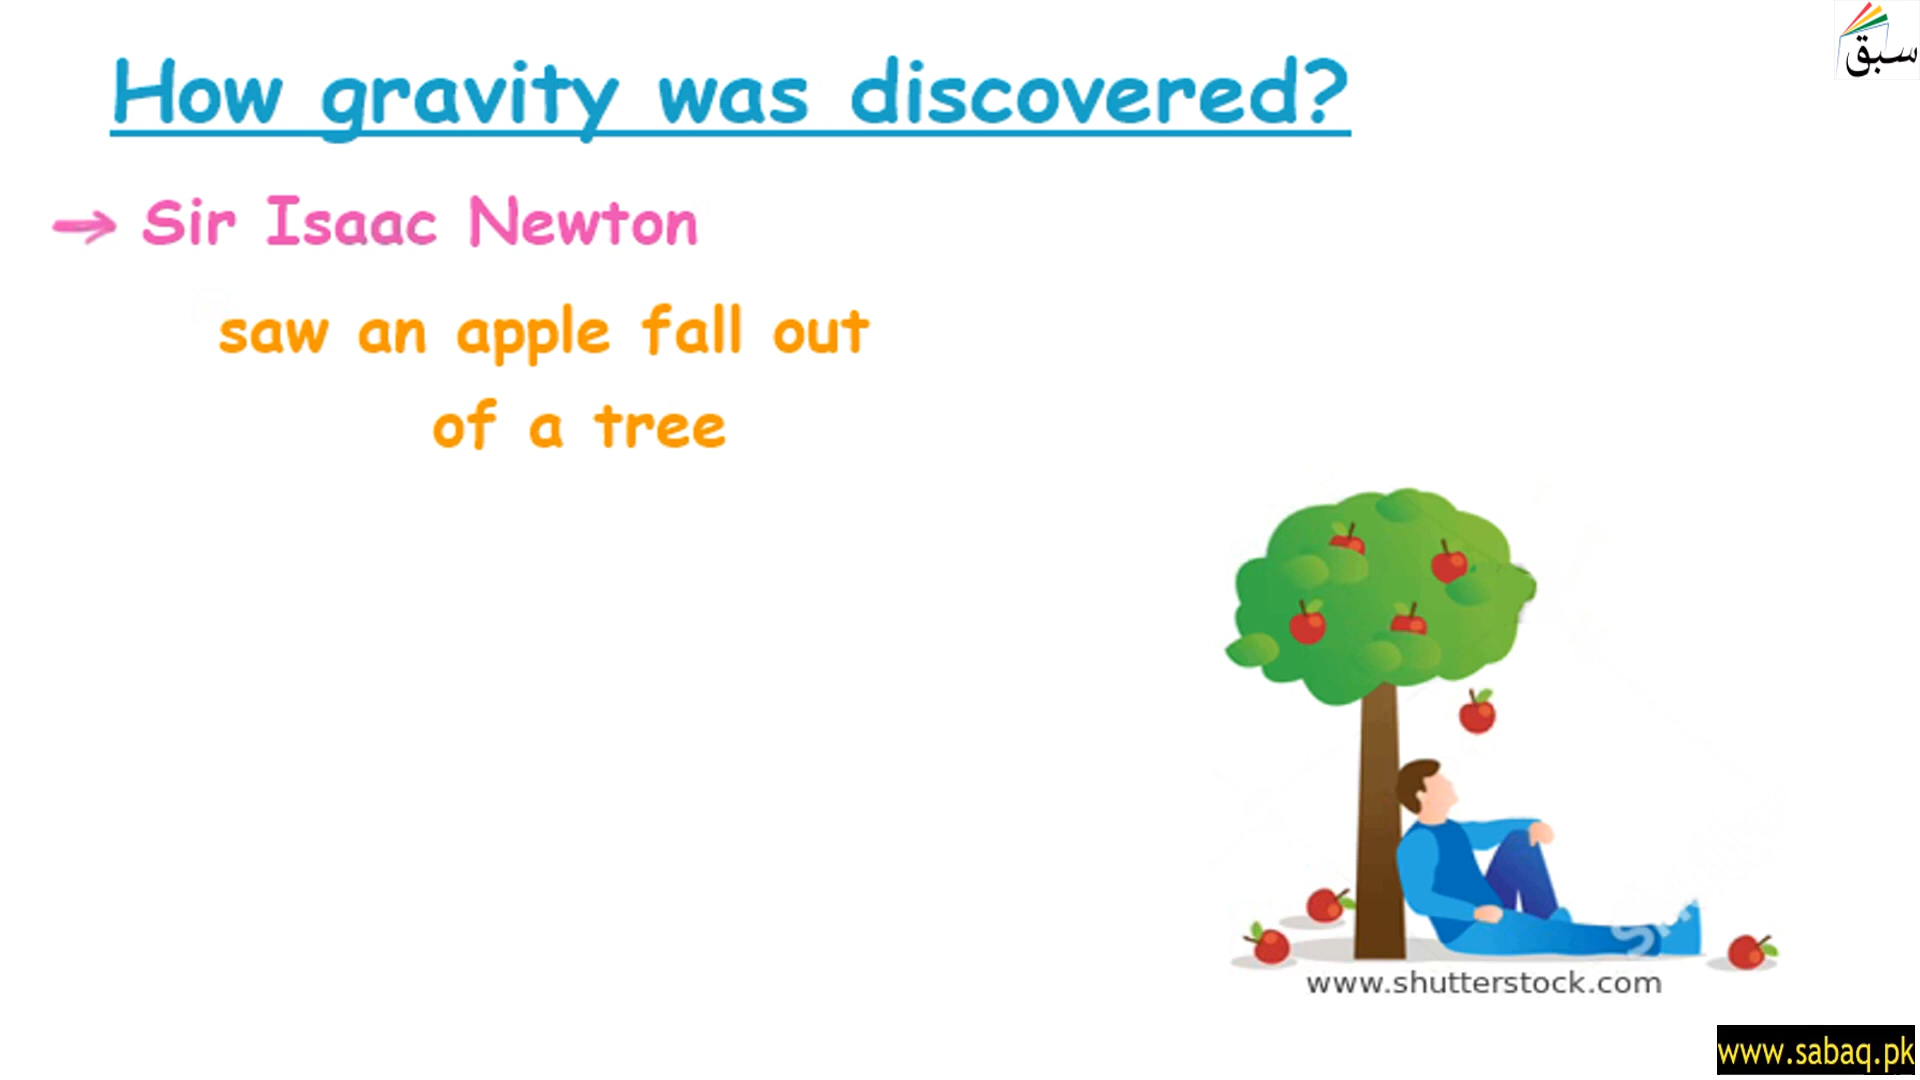 How gravity was discovered?
سبق
→ Sir Isaac Newton
saw an apple fall out
of a tree
www.shutterstock.com
www.sabaq.pk